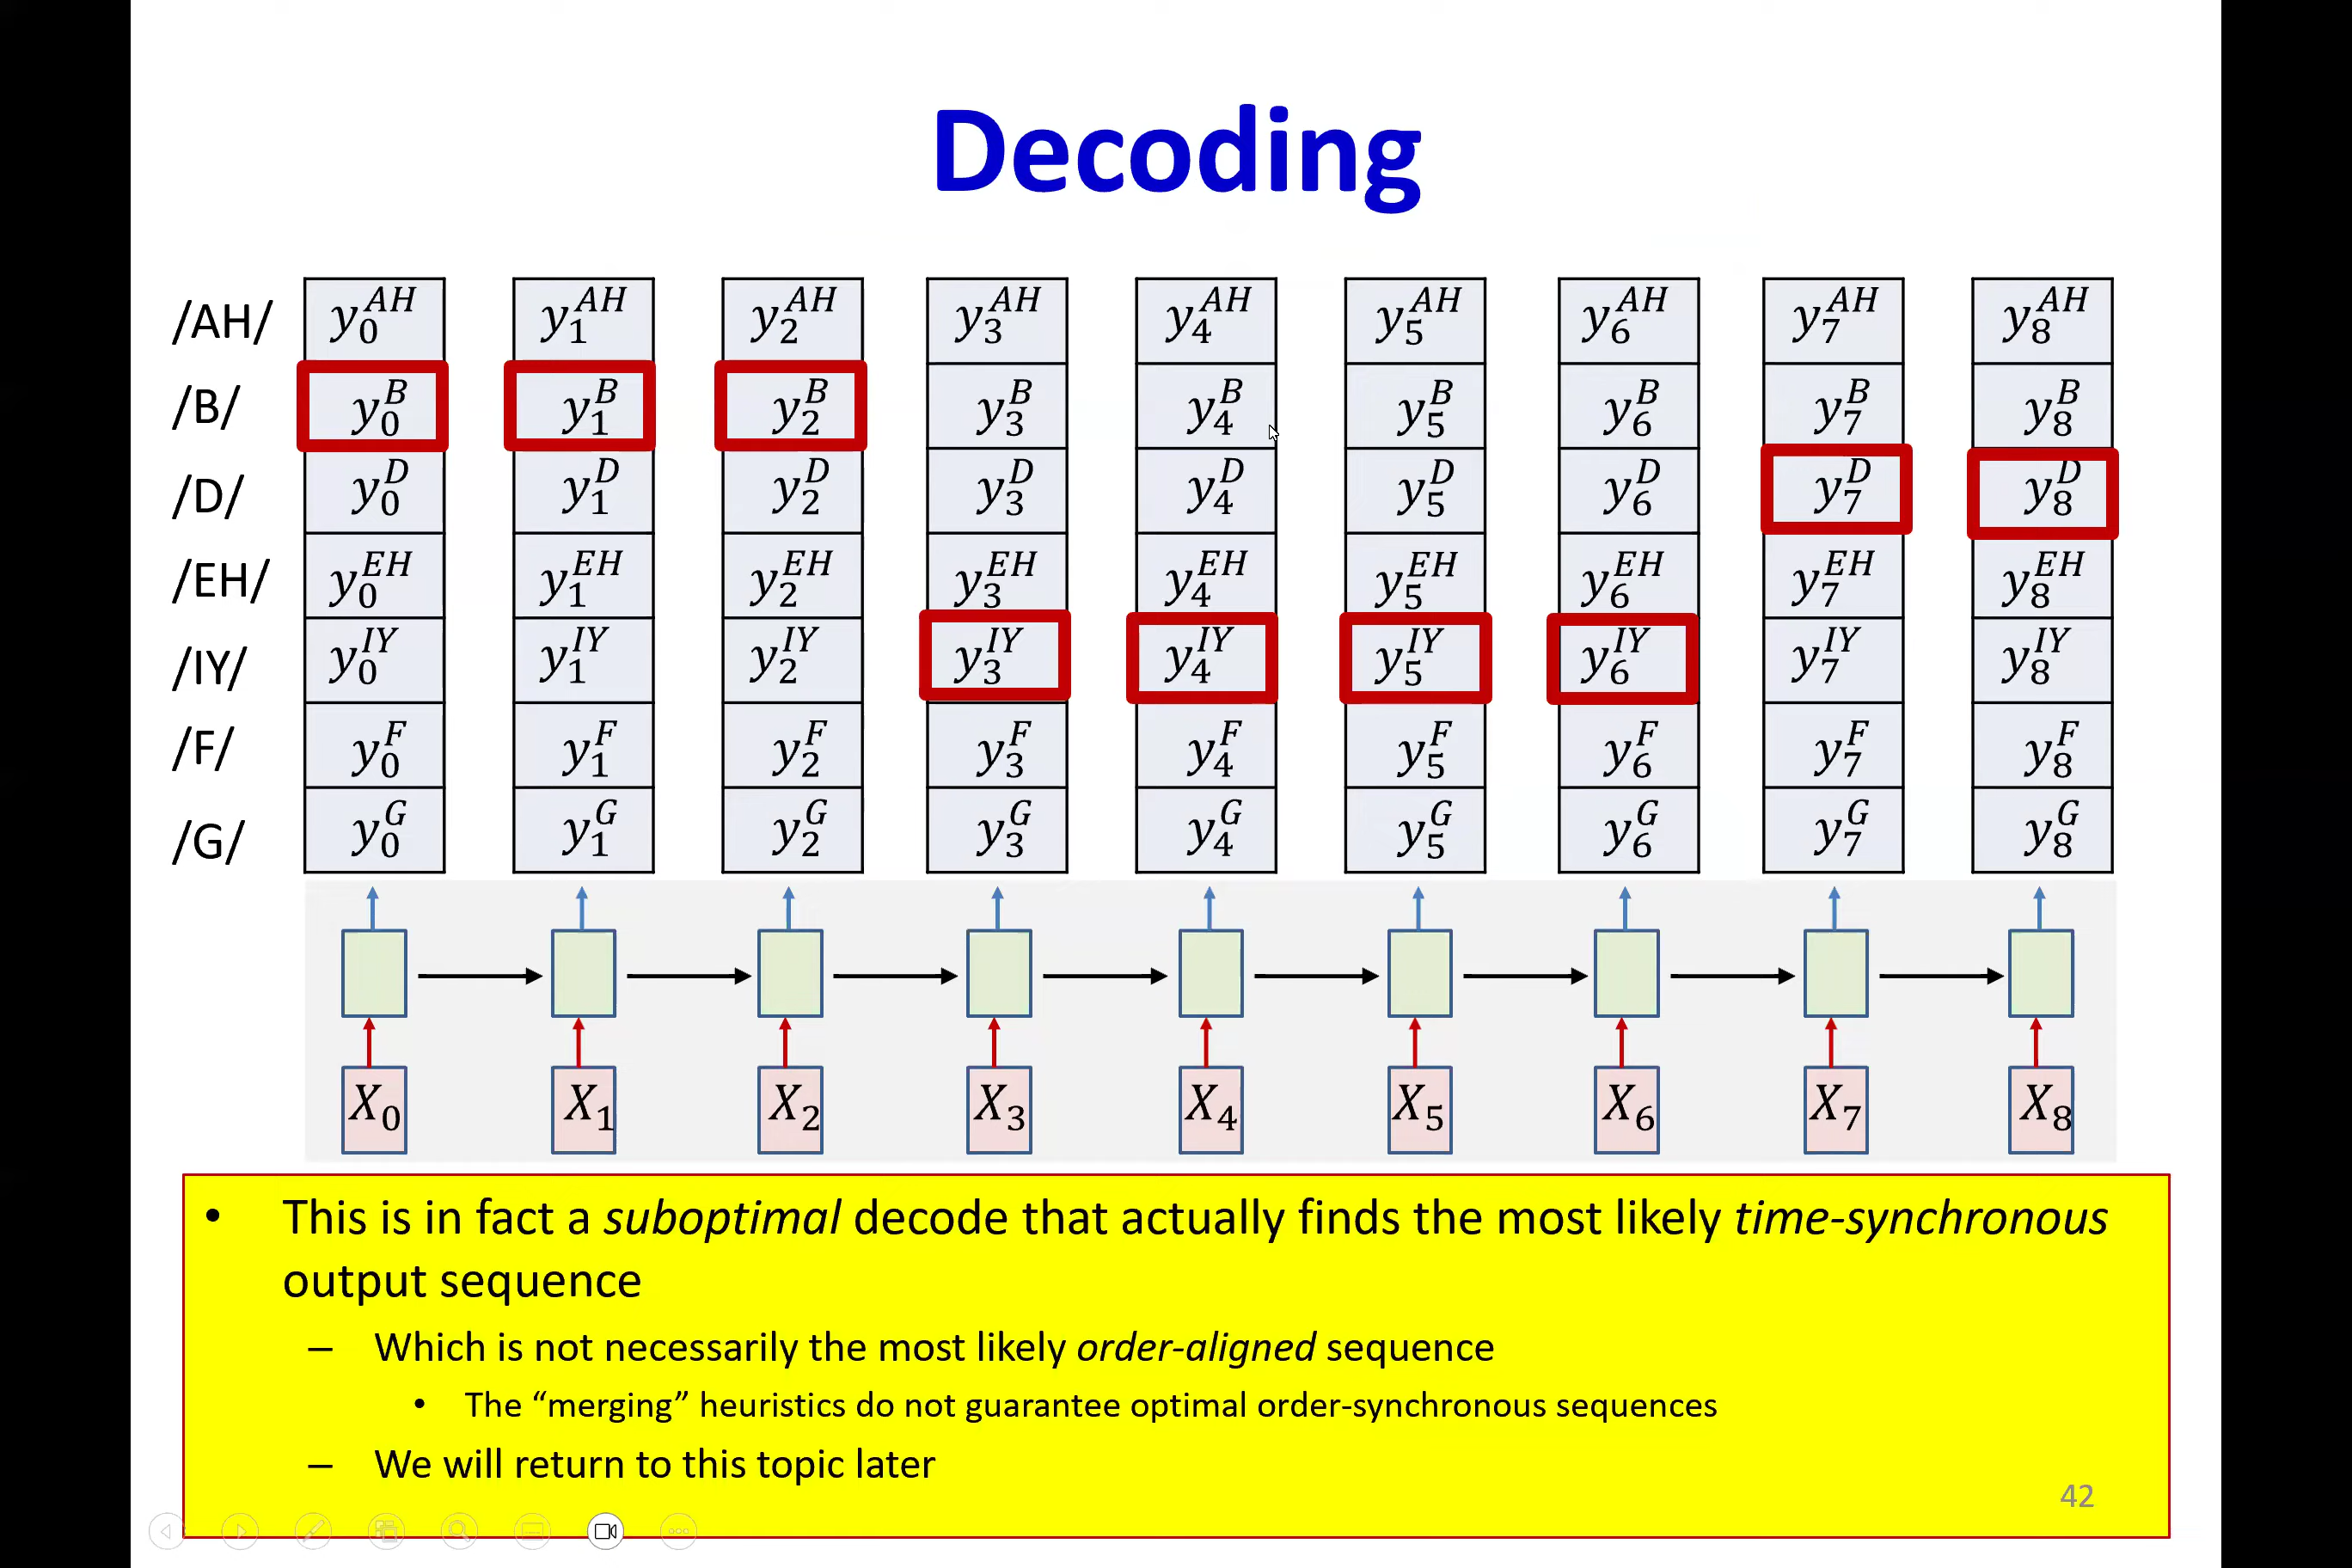 Decoding
/AH/ y_0^{AH} y_1^{AH} y_2^{AH} y_3^{AH} y_4^{AH} y_5^{AH} y_6^{AH} y_7^{AH} y_8^{AH}
/B/ y_0^B y_1^B y_2^B y_3^B y_4^B y_5^B y_6^B y_7^B y_8^B
/D/ y_0^D y_1^D y_2^D y_3^D y_4^D y_5^D y_6^D y_7^D y_8^D
/EH/ y_0^{EH} y_1^{EH} y_2^{EH} y_3^{EH} y_4^{EH} y_5^{EH} y_6^{EH} y_7^{EH} y_8^{EH}
/IY/ y_0^{IY} y_1^{IY} y_2^{IY} y_3^{IY} y_4^{IY} y_5^{IY} y_6^{IY} y_7^{IY} y_8^{IY}
/F/ y_0^F y_1^F y_2^F y_3^F y_4^F y_5^F y_6^F y_7^F y_8^F
/G/ y_0^G y_1^G y_2^G y_3^G y_4^G y_5^G y_6^G y_7^G y_8^G
X_0 X_1 X_2 X_3 X_4 X_5 X_6 X_7 X_8
• This is in fact a suboptimal decode that actually finds the most likely time-synchronous
output sequence
– Which is not necessarily the most likely order-aligned sequence
• The “merging” heuristics do not guarantee optimal order-synchronous sequences
– We will return to this topic later
42